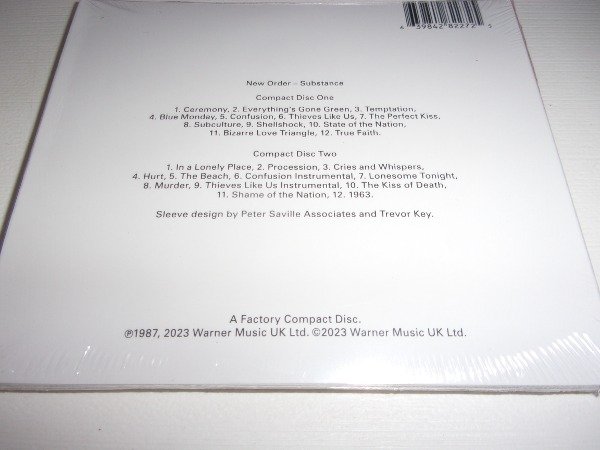 4 39842 82272 5
New Order – Substance
Compact Disc One
1. Ceremony, 2. Everything's Gone Green, 3. Temptation,
4. Blue Monday, 5. Confusion, 6. Thieves Like Us, 7. The Perfect Kiss,
8. Subculture, 9. Shellshock, 10. State of the Nation,
11. Bizarre Love Triangle, 12. True Faith.
Compact Disc Two
1. In a Lonely Place, 2. Procession, 3. Cries and Whispers,
4. Hurt, 5. The Beach, 6. Confusion Instrumental, 7. Lonesome Tonight,
8. Murder, 9. Thieves Like Us Instrumental, 10. The Kiss of Death,
11. Shame of the Nation, 12. 1963.
Sleeve design by Peter Saville Associates and Trevor Key.
A Factory Compact Disc.
℗1987, 2023 Warner Music UK Ltd. ©2023 Warner Music UK Ltd.